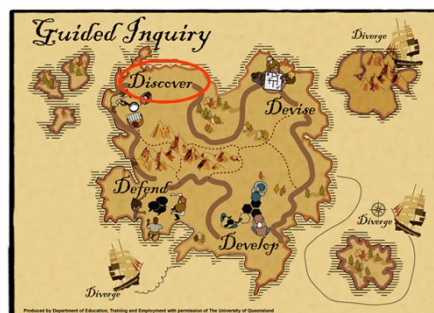 Guided Inquiry
Diverge
Discover
Devise
Defend
Diverge
Develop
Diverge
Produced by Department of Education, Training and Employment with permission of The University of Queensland